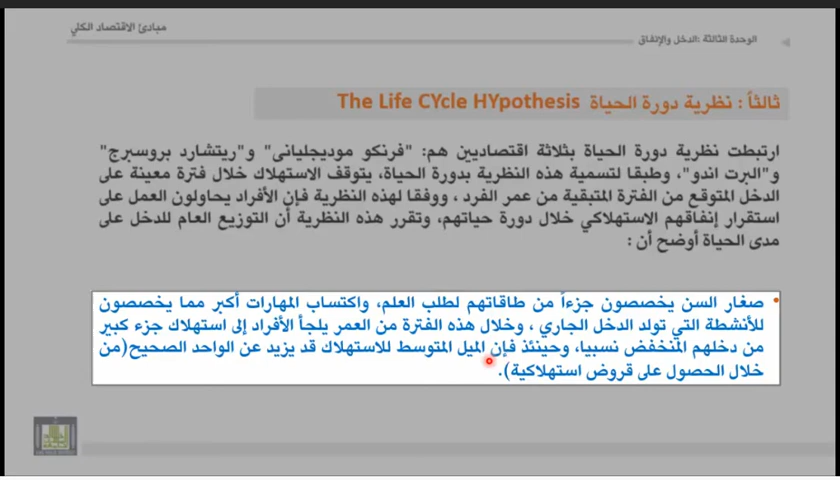 مبادئ الاقتصاد الكلي
الوحدة الثالثة :الدخل والإنفاق
ثالثاً : نظرية دورة الحياة The Life CYcle HYpothesis
ارتبطت نظرية دورة الحياة بثلاثة اقتصاديين هم: "فرنكو موديجليانى" و"ريتشارد بروسبرج"
و"البرت اندو"، وطبقا لتسمية هذه النظرية بدورة الحياة، يتوقف الاستهلاك خلال فترة معينة على
الدخل المتوقع من الفترة المتبقية من عمر الفرد ، ووفقا لهذه النظرية فإن الأفراد يحاولون العمل على
استقرار إنفاقهم الاستهلاكي خلال دورة حياتهم، وتقرر هذه النظرية أن التوزيع العام للدخل على
مدى الحياة أوضح أن :
• صغار السن يخصصون جزءاً من طاقاتهم لطلب العلم، واكتساب المهارات أكبر مما يخصصون
للأنشطة التي تولد الدخل الجاري ، وخلال هذه الفترة من العمر يلجأ الأفراد إلى استهلاك جزء كبير
من دخلهم المنخفض نسبيا، وحينئذ فإن الميل المتوسط للاستهلاك قد يزيد عن الواحد الصحيح(من
خلال الحصول على قروض استهلاكية).